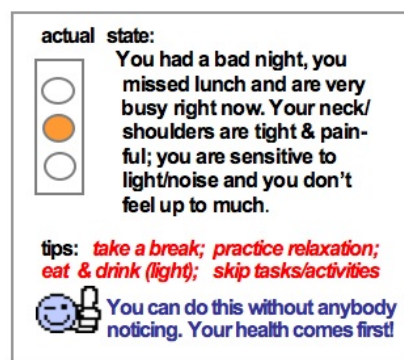 actual state:
You had a bad night, you
missed lunch and are very
busy right now. Your neck/
shoulders are tight & pain-
ful; you are sensitive to
light/noise and you don't
feel up to much.
tips: take a break; practice relaxation;
eat & drink (light); skip tasks/activities
You can do this without anybody
noticing. Your health comes first!